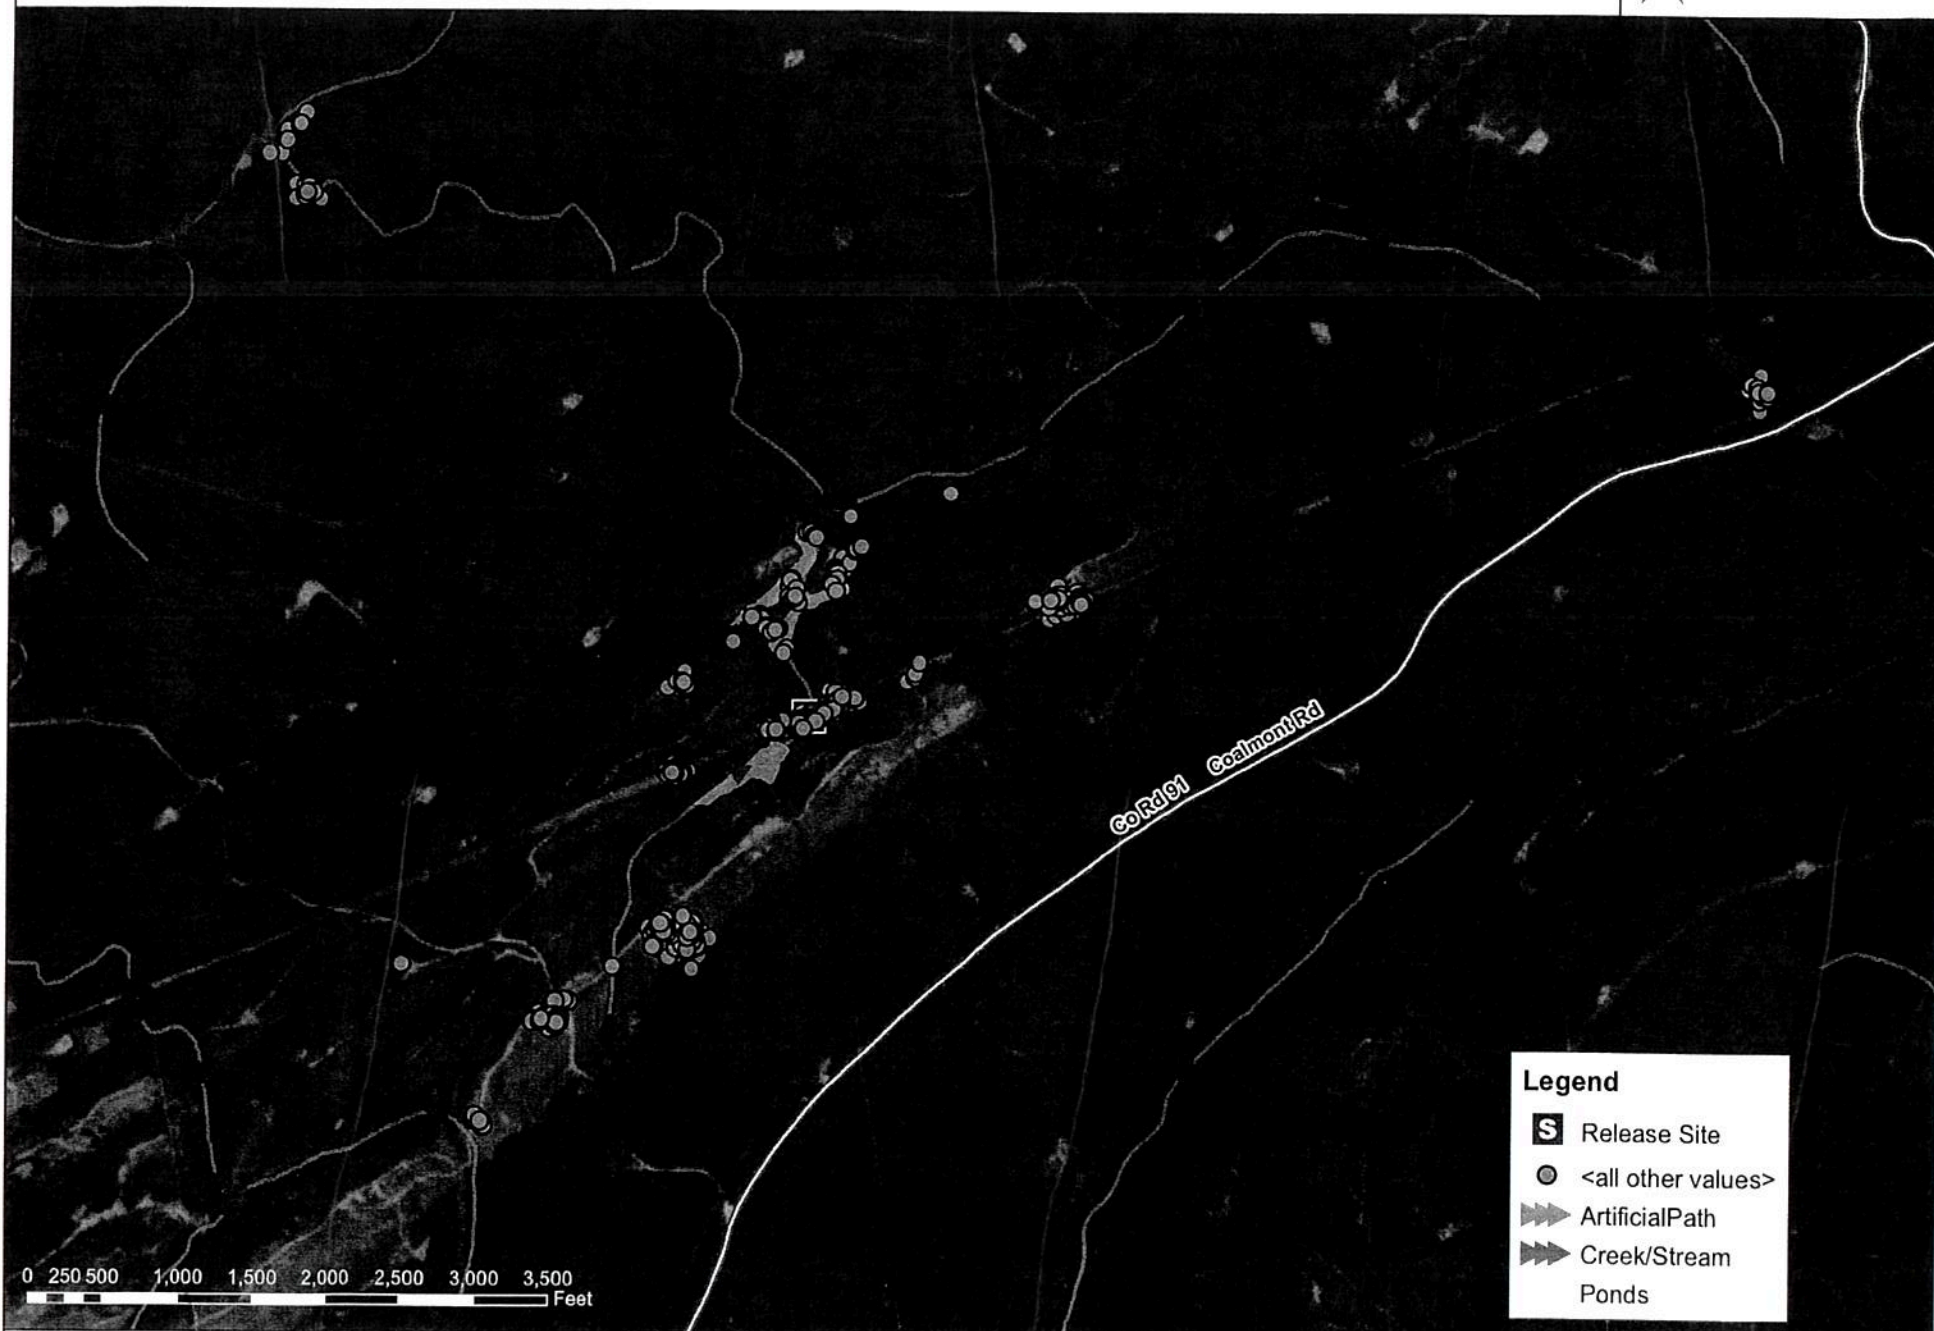 Co Rd 91 Coalmont Rd
Legend
S Release Site
<all other values>
ArtificialPath
Creek/Stream
Ponds
0 250 500 1,000 1,500 2,000 2,500 3,000 3,500
Feet